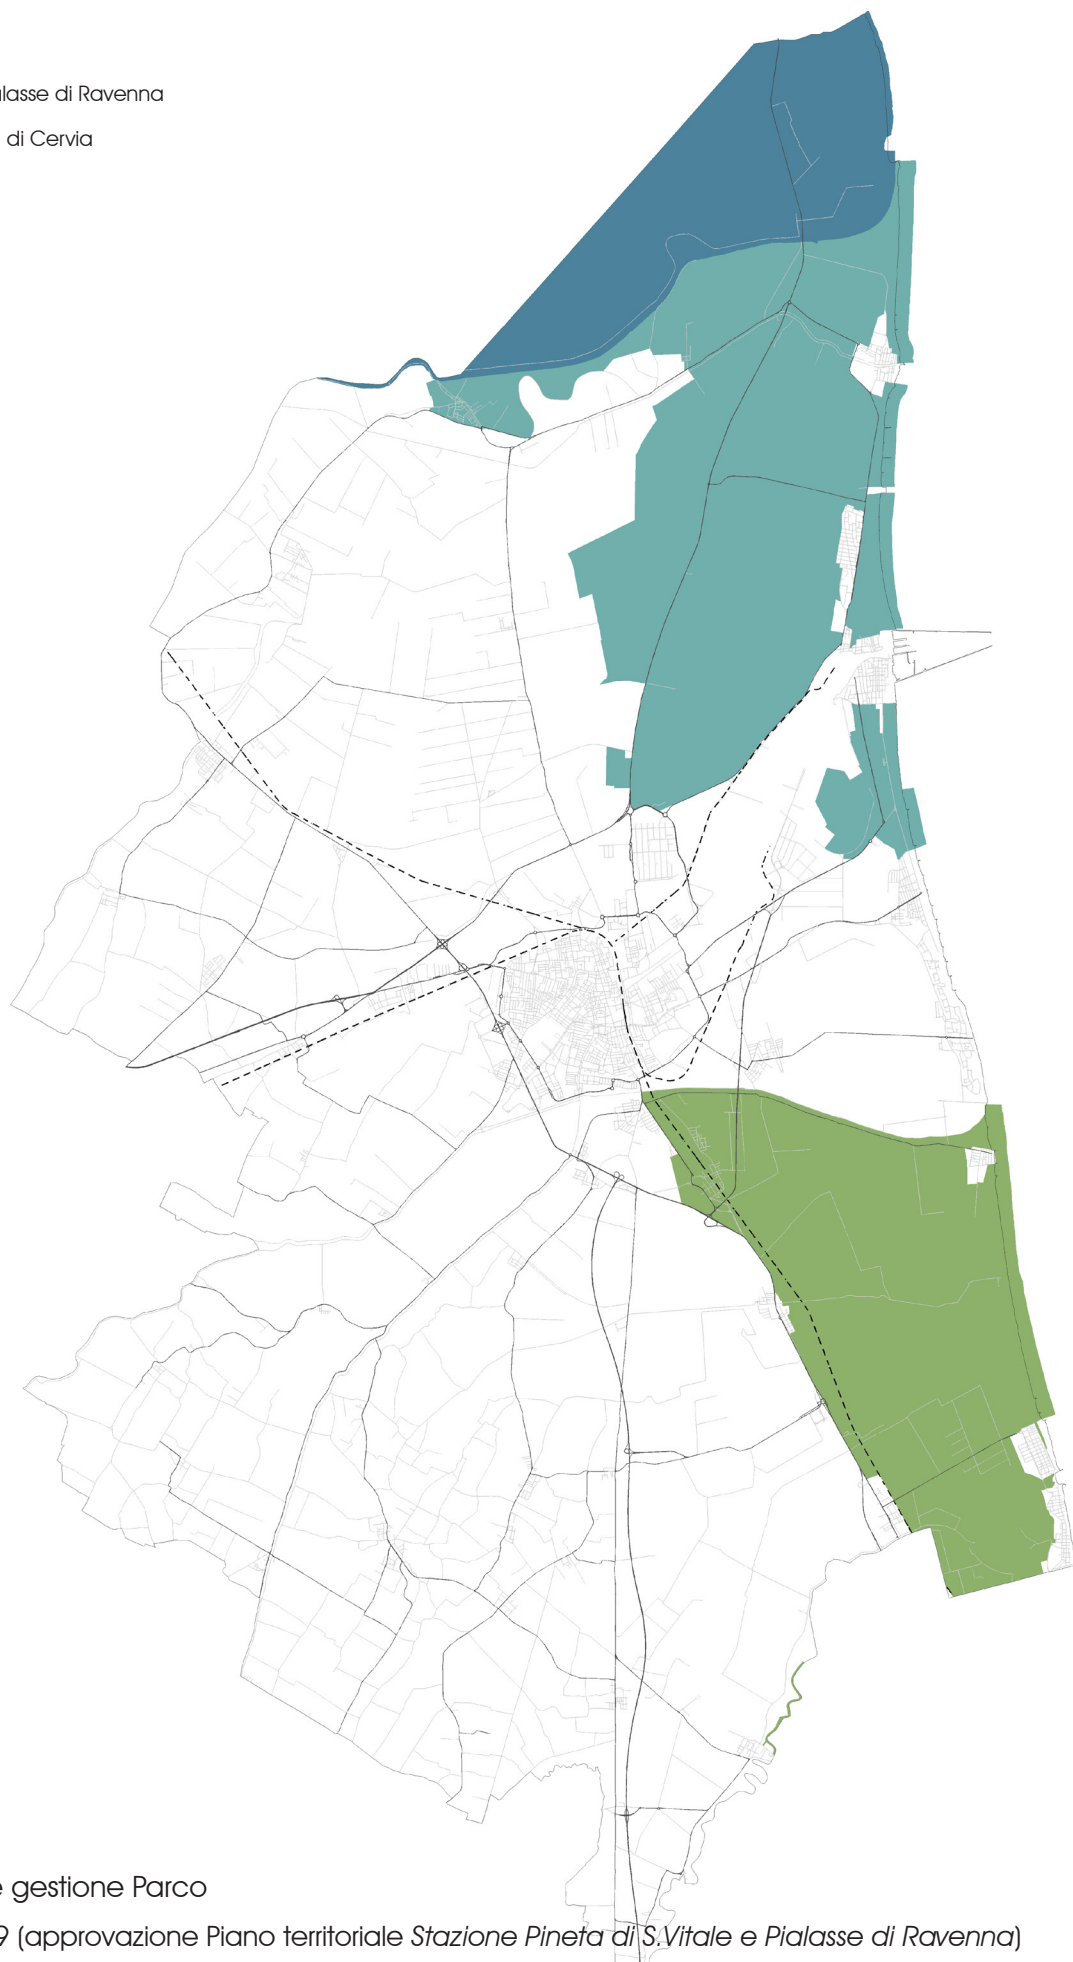 alasse di Ravenna
di Cervia
e gestione Parco
9 (approvazione Piano territoriale Stazione Pineta di S.Vitale e Pialasse di Ravenna)